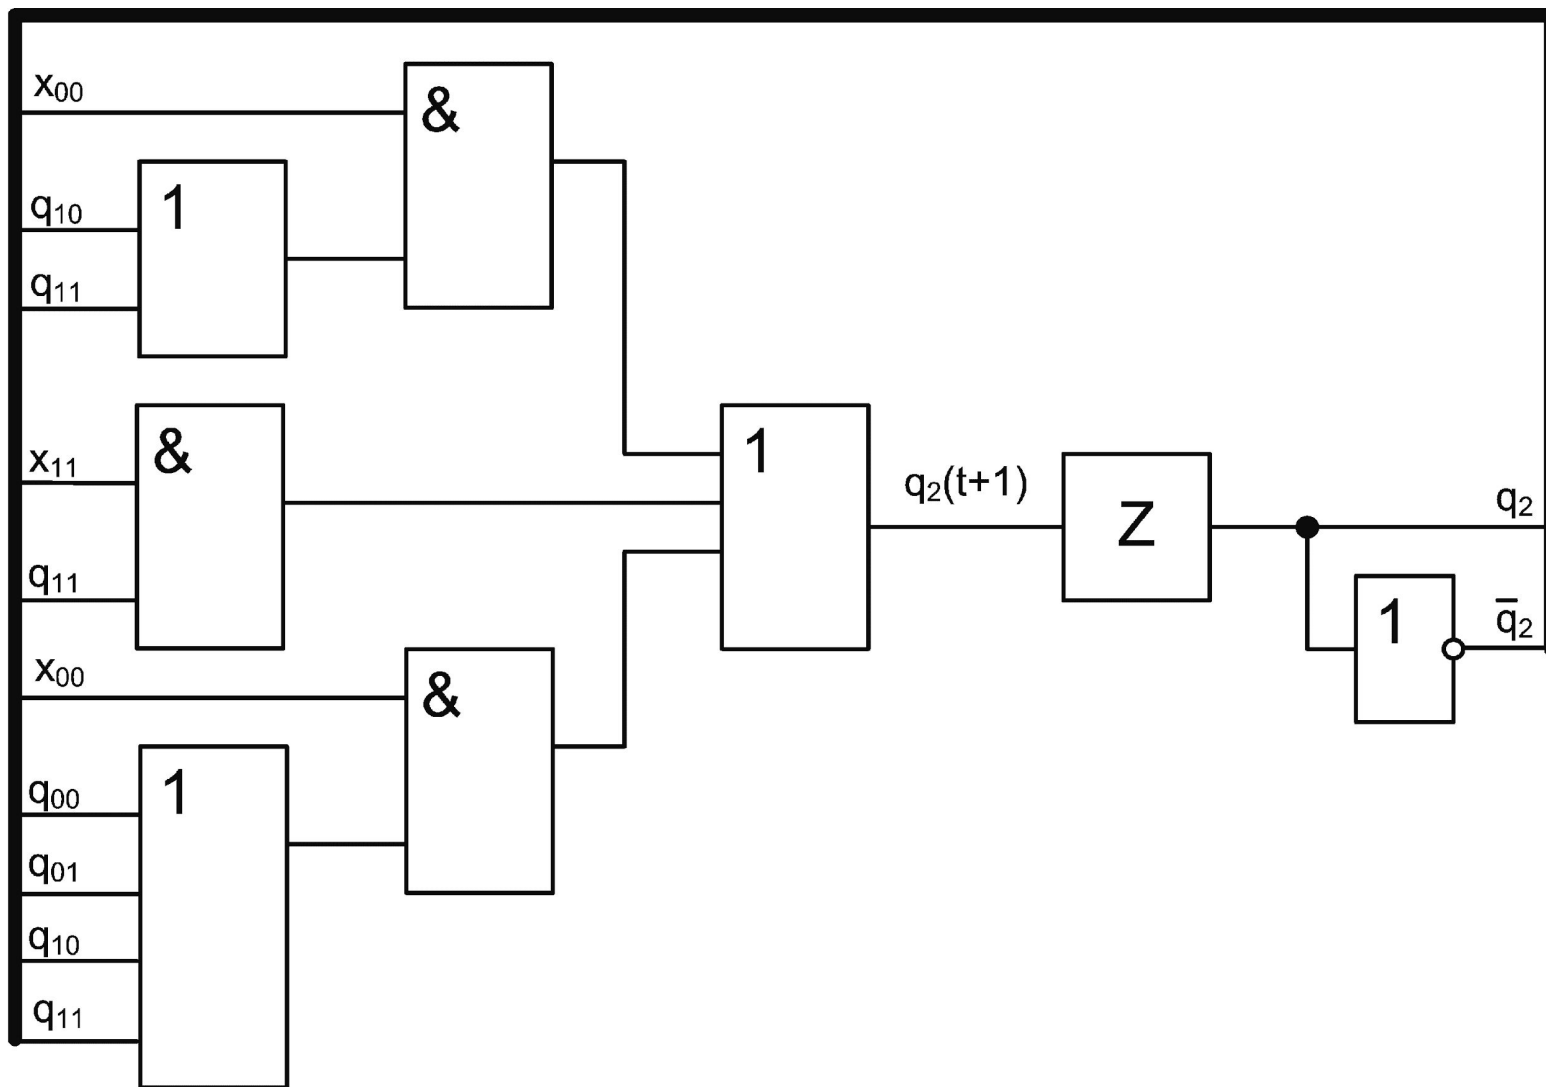 x₀₀
&
q₁₀
1
q₁₁
x₁₁
&
q₁₁
1
q₂(t+1)
Z
q₂
1
q̅₂
x₀₀
&
q₀₀
1
q₀₁
q₁₀
q₁₁